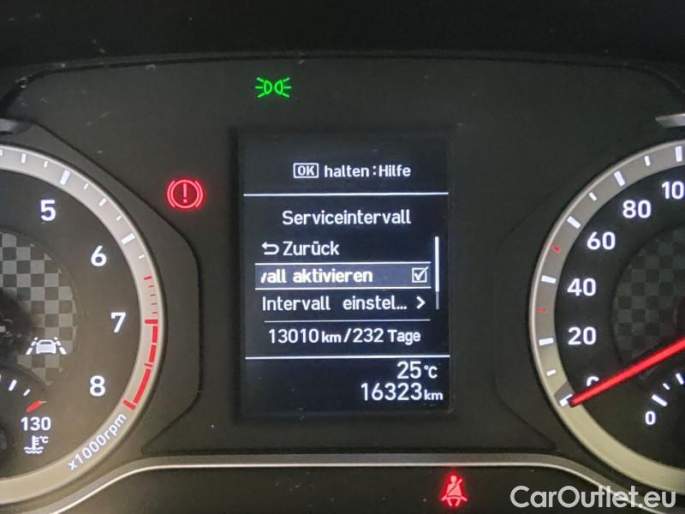 OK halten:Hilfe
Serviceintervall
Zurück
vall aktivieren
Intervall einstel...
13010 km/232 Tage
25°C
16323 km
5
6
7
8
x1000rpm
130
°C
100
80
60
40
20
0
CarOutlet.eu